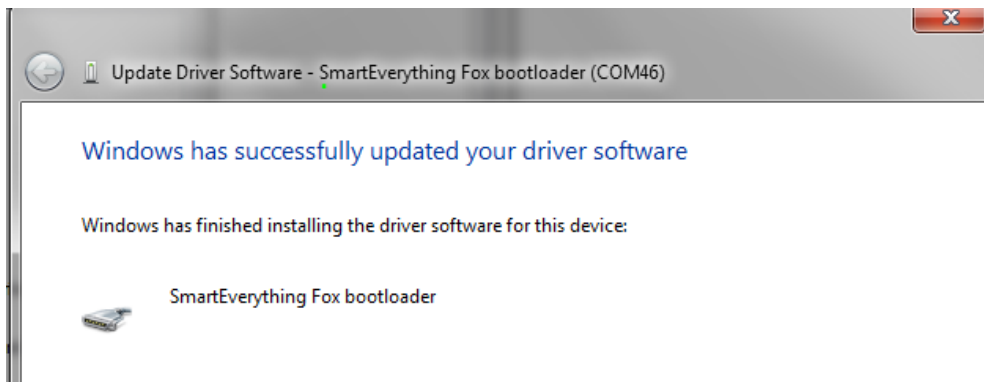 Update Driver Software - SmartEverything Fox bootloader (COM46)
Windows has successfully updated your driver software
Windows has finished installing the driver software for this device:
SmartEverything Fox bootloader